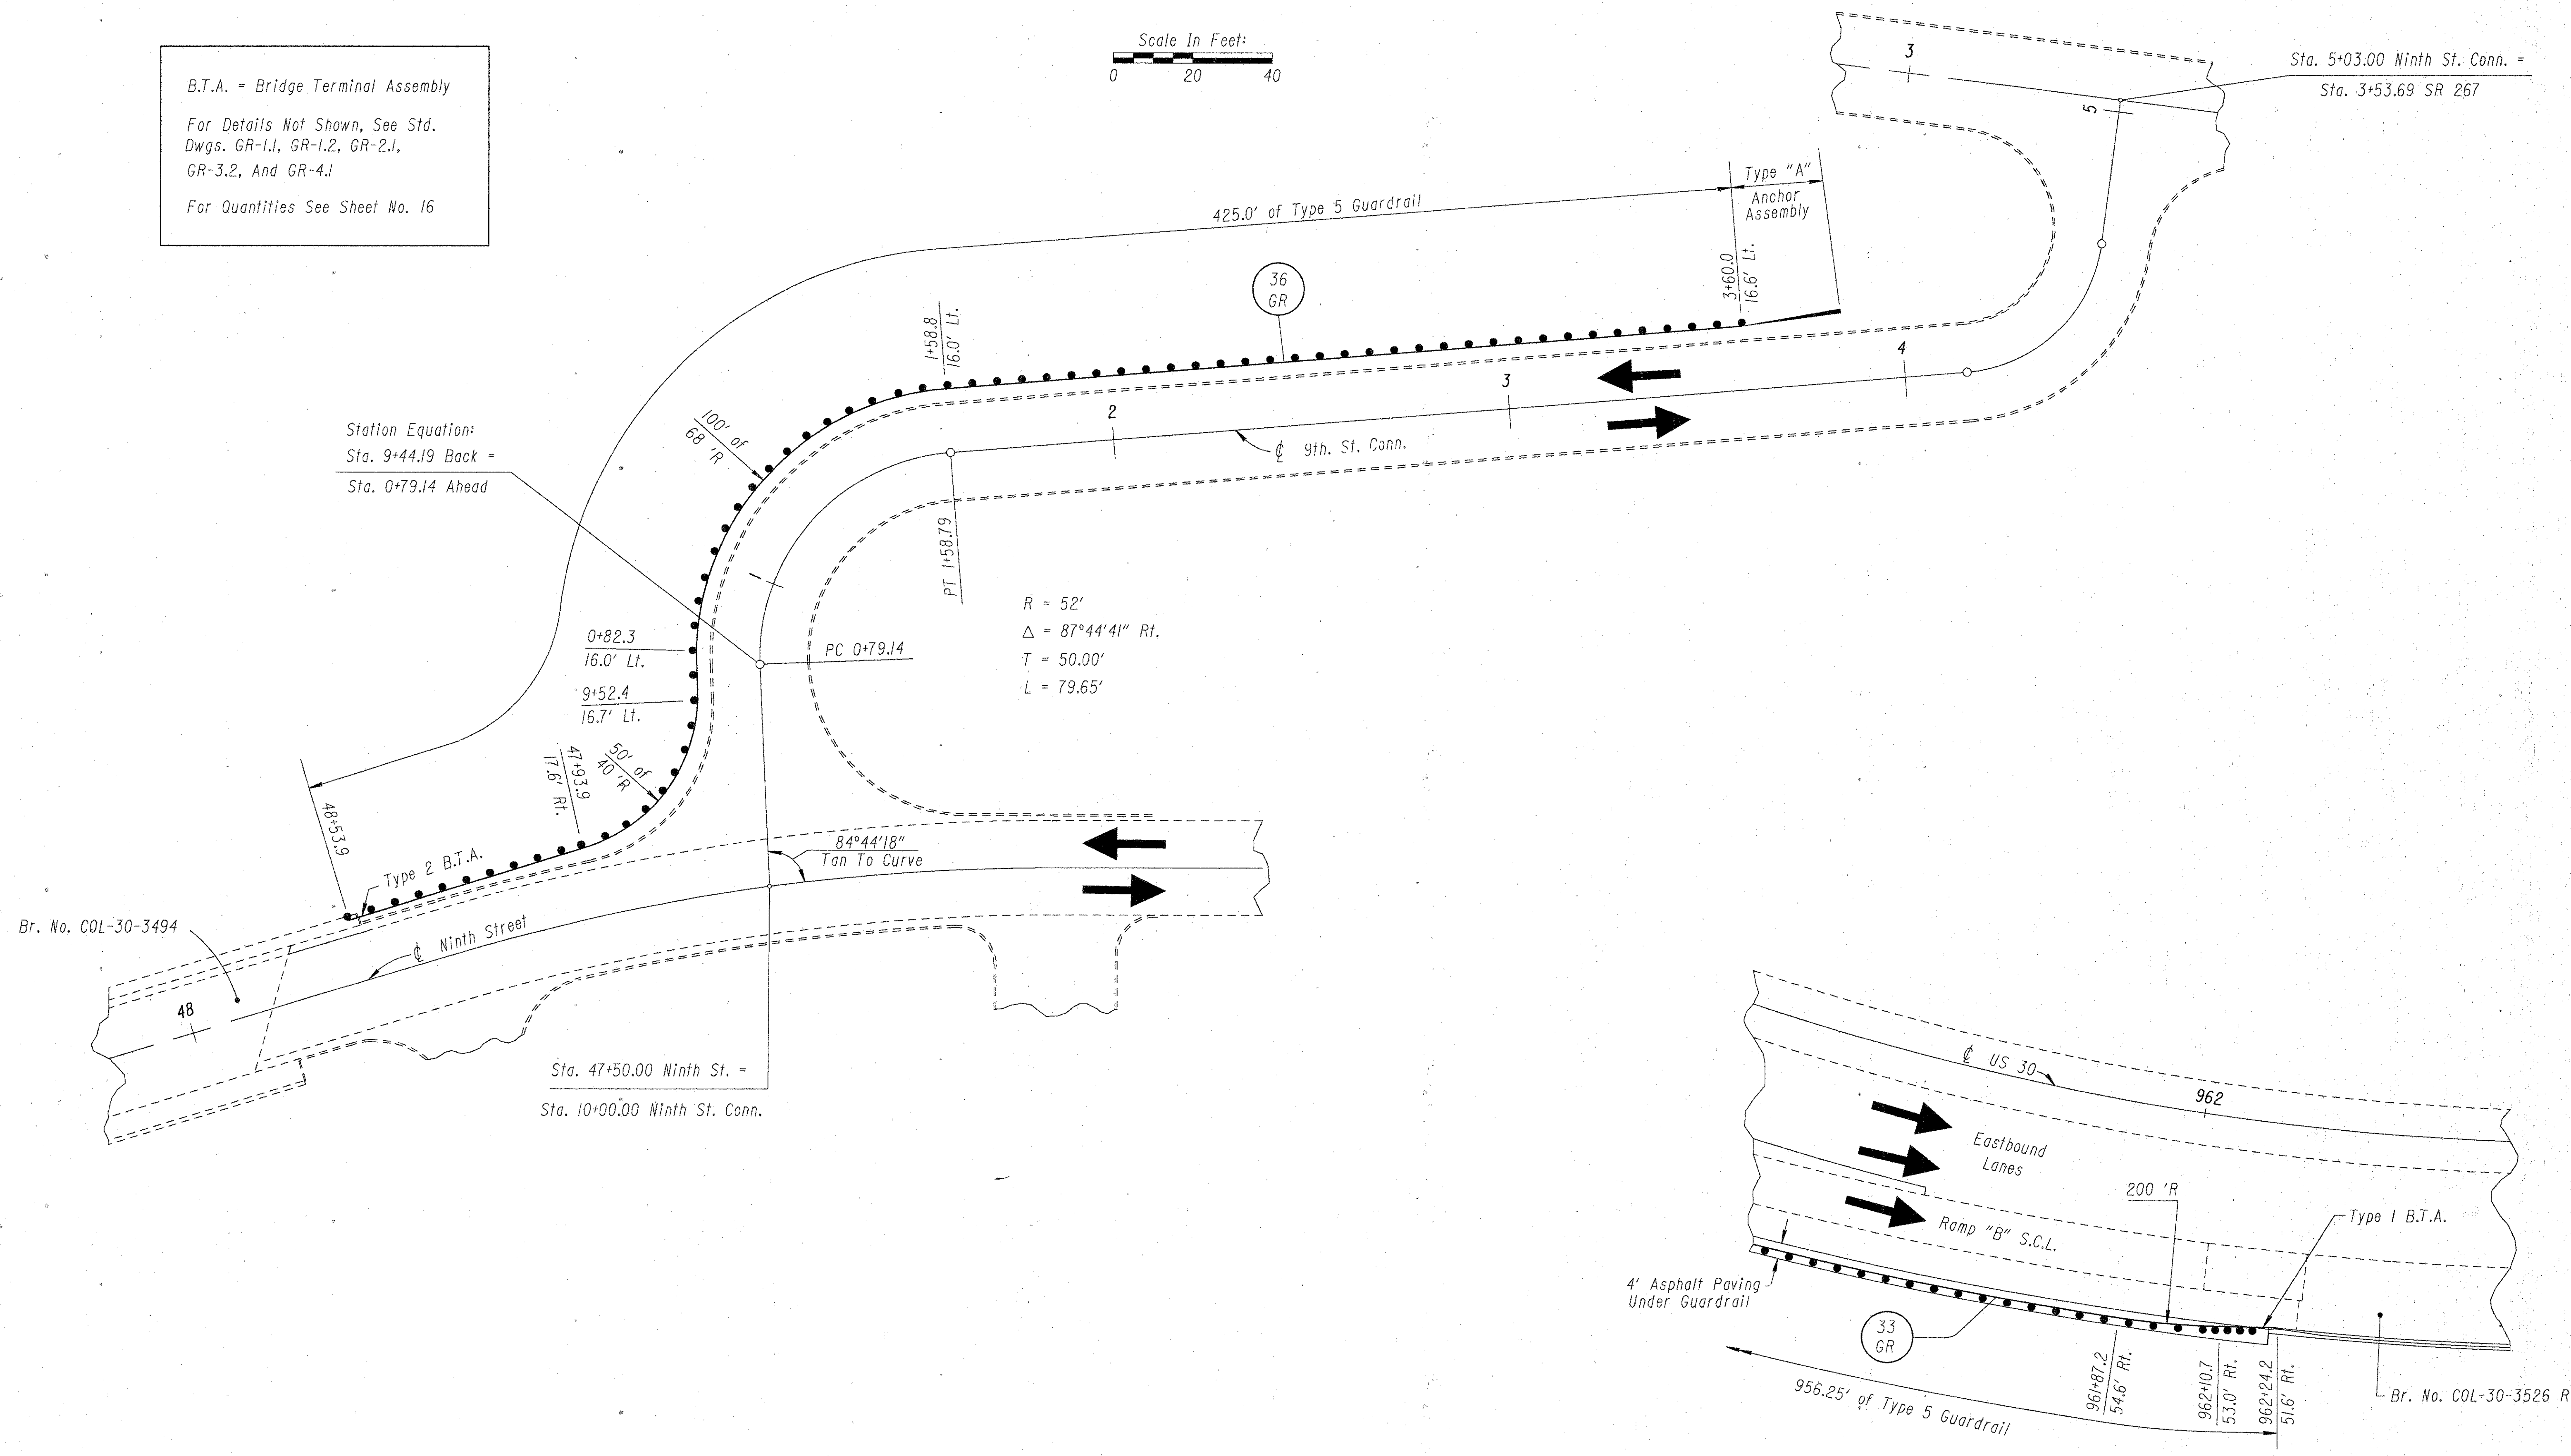 B.T.A. = Bridge Terminal Assembly
For Details Not Shown, See Std.
Dwgs. GR-1.1, GR-1.2, GR-2.1,
GR-3.2, And GR-4.1
For Quantities See Sheet No. 16
Scale In Feet:
0 20 40
3
Sta. 5+03.00 Ninth St. Conn. =
Sta. 3+53.69 SR 267
5
425.0' of Type 5 Guardrail
Type "A"
Anchor
Assembly
3+60.0
16.6' Lt.
36
GR
1+58.8
16.0' Lt.
4
3
2
℄ 9th. St. Conn.
100' of
68 'R
Station Equation:
Sta. 9+44.19 Back =
Sta. 0+79.14 Ahead
PT 1+58.79
1
R = 52'
Δ = 87°44'41" Rt.
T = 50.00'
L = 79.65'
0+82.3
16.0' Lt.
PC 0+79.14
9+52.4
16.7' Lt.
50' of
40 'R
47+93.9
17.6' Rt.
48+53.9
Type 2 B.T.A.
84°44'18"
Tan To Curve
Br. No. COL-30-3494
℄ Ninth Street
48
Sta. 47+50.00 Ninth St. =
Sta. 10+00.00 Ninth St. Conn.
℄ US 30
962
Eastbound
Lanes
200 'R
Ramp "B" S.C.L.
Type 1 B.T.A.
4' Asphalt Paving
Under Guardrail
33
GR
961+87.2
54.6' Rt.
962+10.7
53.0' Rt.
962+24.2
51.6' Rt.
956.25' of Type 5 Guardrail
Br. No. COL-30-3526 R